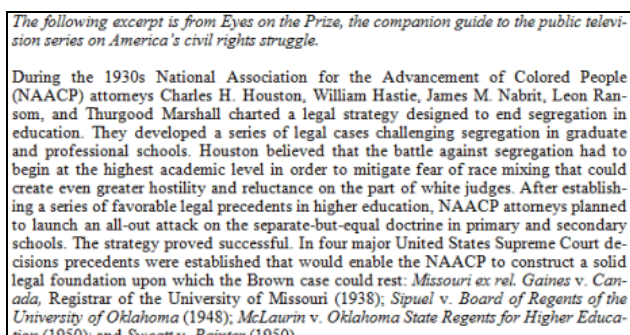 The following excerpt is from Eyes on the Prize, the companion guide to the public televi-
sion series on America's civil rights struggle.
During the 1930s National Association for the Advancement of Colored People
(NAACP) attorneys Charles H. Houston, William Hastie, James M. Nabrit, Leon Ran-
som, and Thurgood Marshall charted a legal strategy designed to end segregation in
education. They developed a series of legal cases challenging segregation in graduate
and professional schools. Houston believed that the battle against segregation had to
begin at the highest academic level in order to mitigate fear of race mixing that could
create even greater hostility and reluctance on the part of white judges. After establish-
ing a series of favorable legal precedents in higher education, NAACP attorneys planned
to launch an all-out attack on the separate-but-equal doctrine in primary and secondary
schools. The strategy proved successful. In four major United States Supreme Court de-
cisions precedents were established that would enable the NAACP to construct a solid
legal foundation upon which the Brown case could rest: Missouri ex rel. Gaines v. Can-
ada, Registrar of the University of Missouri (1938); Sipuel v. Board of Regents of the
University of Oklahoma (1948); McLaurin v. Oklahoma State Regents for Higher Educa-
tion (1950); and Sweatt v. Painter (1950).